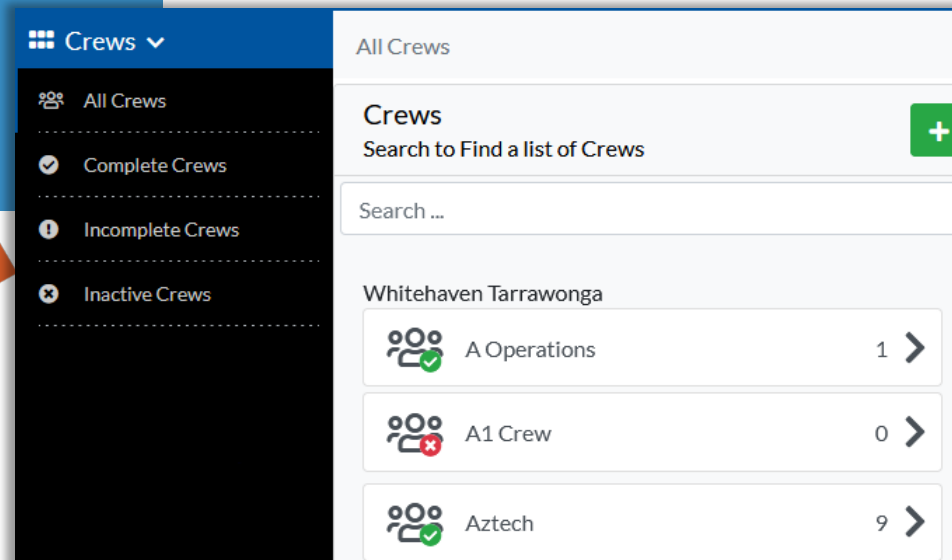 Crews
All Crews
Complete Crews
Incomplete Crews
Inactive Crews
All Crews
Crews
Search to Find a list of Crews
Search ...
Whitehaven Tarrawonga
A Operations 1
A1 Crew 0
Aztech 9